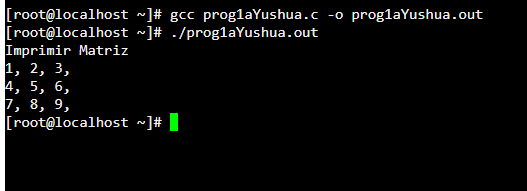 [root@localhost ~]# gcc prog1aYushua.c -o prog1aYushua.out
[root@localhost ~]# ./prog1aYushua.out
Imprimir Matriz
1, 2, 3,
4, 5, 6,
7, 8, 9,
[root@localhost ~]#